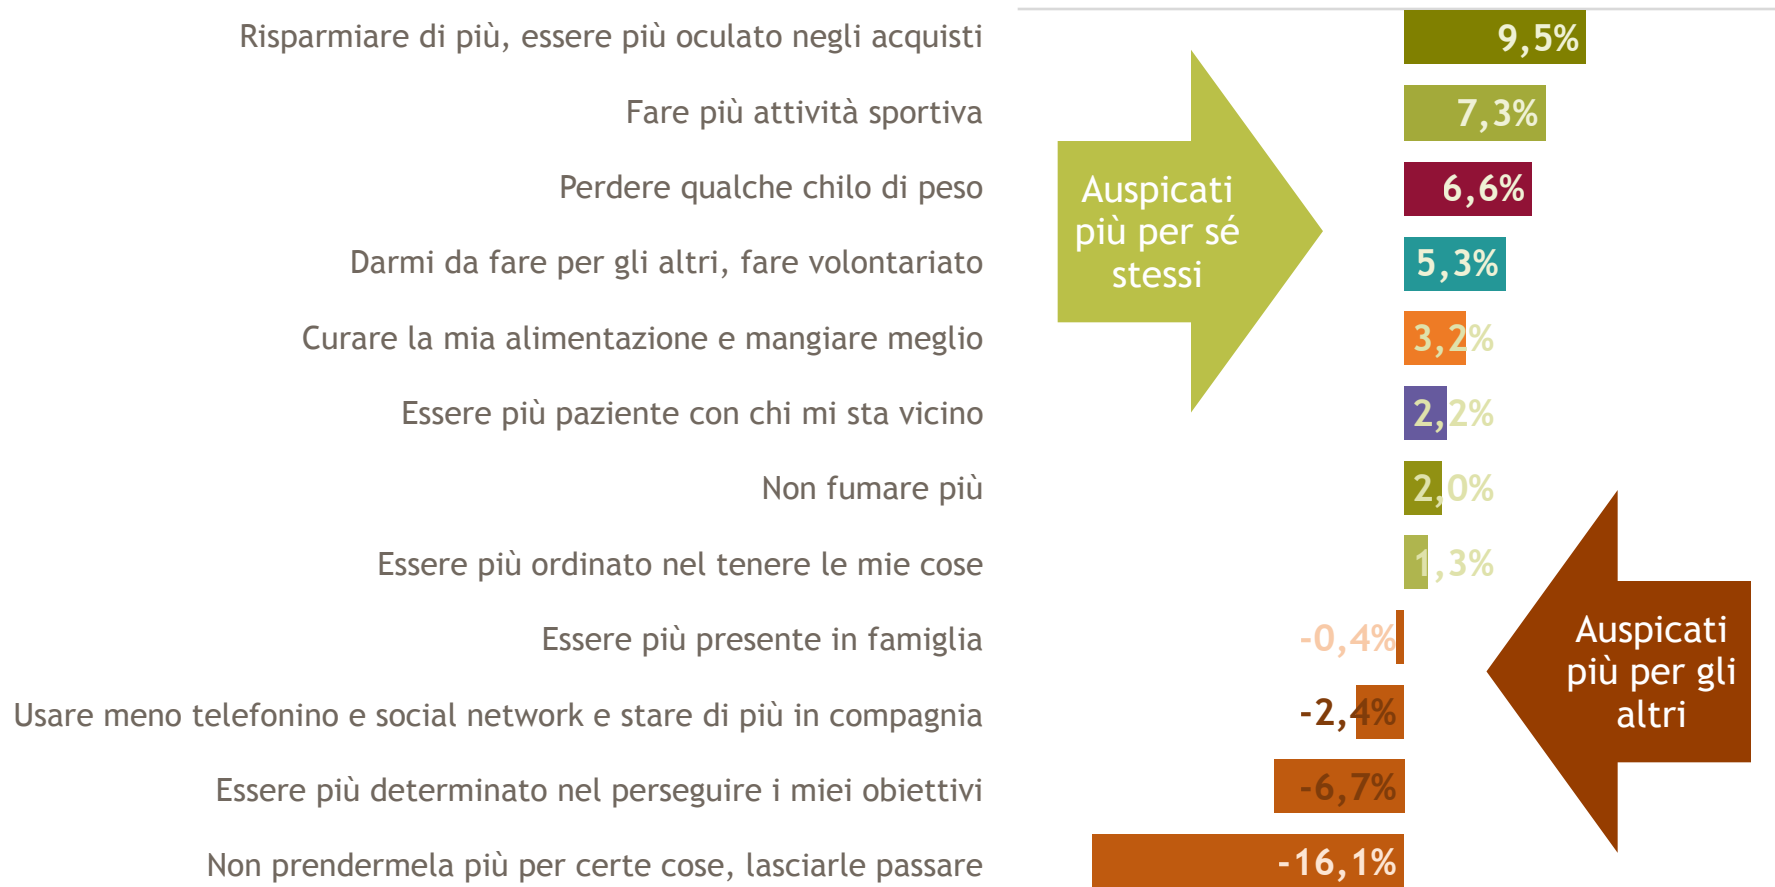 Risparmiare di più, essere più oculato negli acquisti
9,5%
Fare più attività sportiva
7,3%
Perdere qualche chilo di peso
6,6%
Darmi da fare per gli altri, fare volontariato
5,3%
Curare la mia alimentazione e mangiare meglio
3,2%
Essere più paziente con chi mi sta vicino
2,2%
Non fumare più
2,0%
Essere più ordinato nel tenere le mie cose
1,3%
Essere più presente in famiglia
-0,4%
Usare meno telefonino e social network e stare di più in compagnia
-2,4%
Essere più determinato nel perseguire i miei obiettivi
-6,7%
Non prendermela più per certe cose, lasciarle passare
-16,1%
Auspicati
più per sé
stessi
Auspicati
più per gli
altri